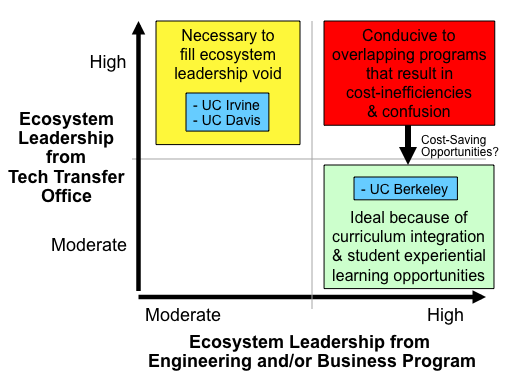 Necessary to
fill ecosystem
leadership void
- UC Irvine
- UC Davis
Conducive to
overlapping programs
that result in
cost-inefficiencies
& confusion
High
Ecosystem
Leadership
from
Tech Transfer
Office
Cost-Saving
Opportunities?
- UC Berkeley
Ideal because of
curriculum integration
& student experiential
learning opportunities
Moderate
Moderate
High
Ecosystem Leadership from
Engineering and/or Business Program